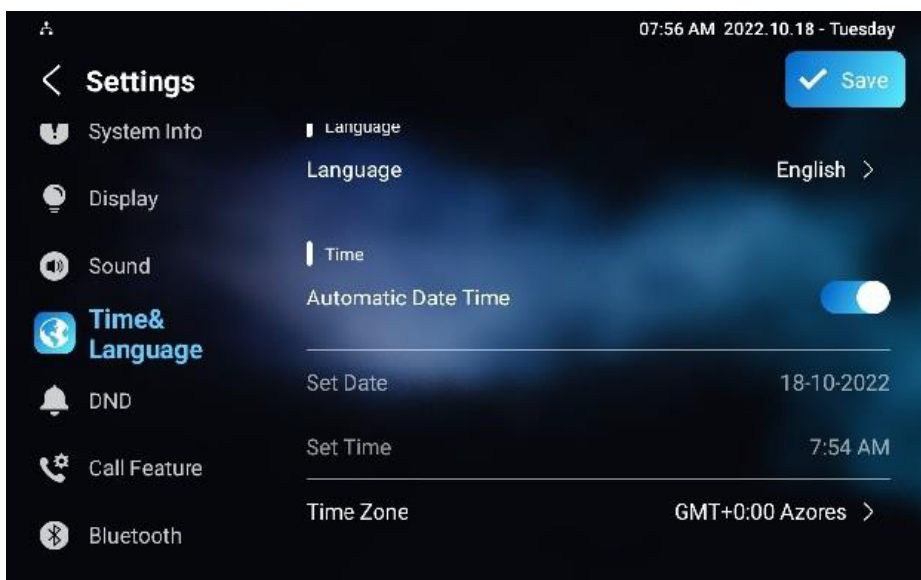 07:56 AM 2022.10.18 - Tuesday
Settings
Save
System Info
Display
Sound
Time&
Language
DND
Call Feature
Bluetooth
Language
Language English
Time
Automatic Date Time
Set Date 18-10-2022
Set Time 7:54 AM
Time Zone GMT+0:00 Azores